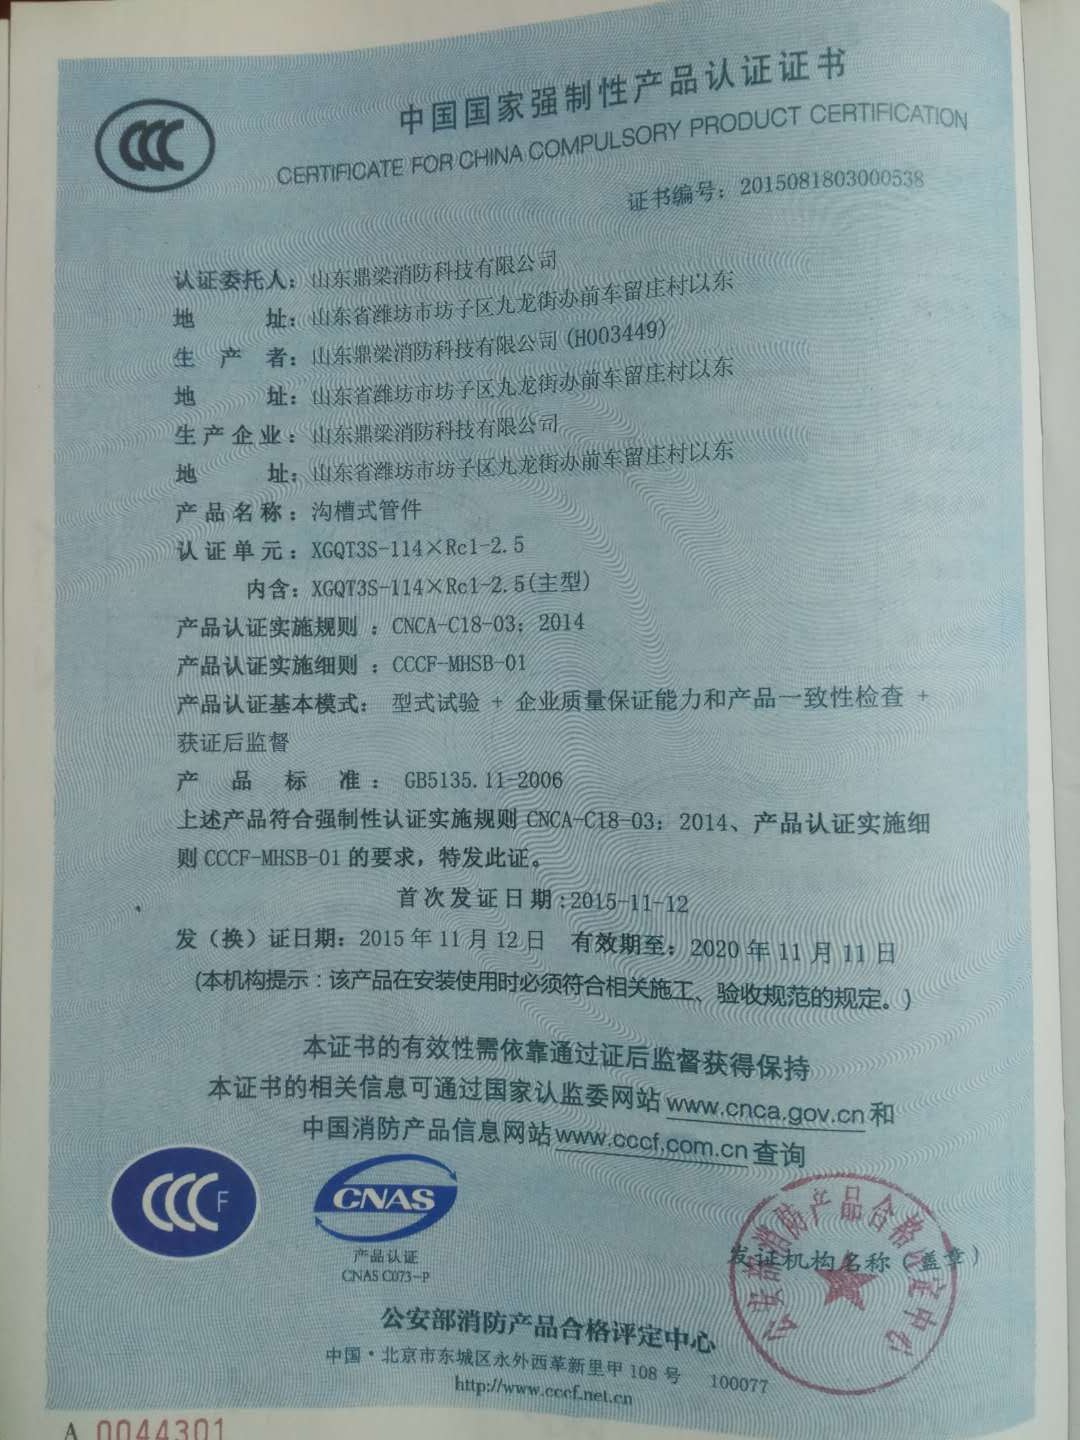 CCC
中国国家强制性产品认证证书
CERTIFICATE FOR CHINA COMPULSORY PRODUCT CERTIFICATION
证书编号：2015081803000538
认证委托人：山东鼎梁消防科技有限公司
地 址：山东省潍坊市坊子区九龙街办前车留庄村以东
生 产 者：山东鼎梁消防科技有限公司(H003449)
地 址：山东省潍坊市坊子区九龙街办前车留庄村以东
生产企业：山东鼎梁消防科技有限公司
地 址：山东省潍坊市坊子区九龙街办前车留庄村以东
产品名称：沟槽式管件
认证单元：XGQT3S-114×Rc1-2.5
内含：XGQT3S-114×Rc1-2.5(主型)
产品认证实施规则 ：CNCA-C18-03：2014
产品认证实施细则 ：CCCF-MHSB-01
产品认证基本模式： 型式试验 + 企业质量保证能力和产品一致性检查 +
获证后监督
产 品 标 准 ： GB5135.11-2006
上述产品符合强制性认证实施规则 CNCA-C18-03：2014、产品认证实施细
则 CCCF-MHSB-01 的要求，特发此证。
首次发证日期:2015-11-12
发（换）证日期：2015 年 11 月 12 日 有效期至：2020 年 11 月 11 日
(本机构提示：该产品在安装使用时必须符合相关施工、验收规范的规定。)
本证书的有效性需依靠通过证后监督获得保持
本证书的相关信息可通过国家认监委网站 www.cnca.gov.cn 和
中国消防产品信息网站 www.cccf.com.cn 查询
CCC F
CNAS
产品认证
CNAS C073-P
发证机构名称（盖章）
公安部消防产品合格评定中心
公安部消防产品合格评定中心
中国·北京市东城区永外西革新里甲 108 号 100077
http://www.cccf.net.cn
A 0044301